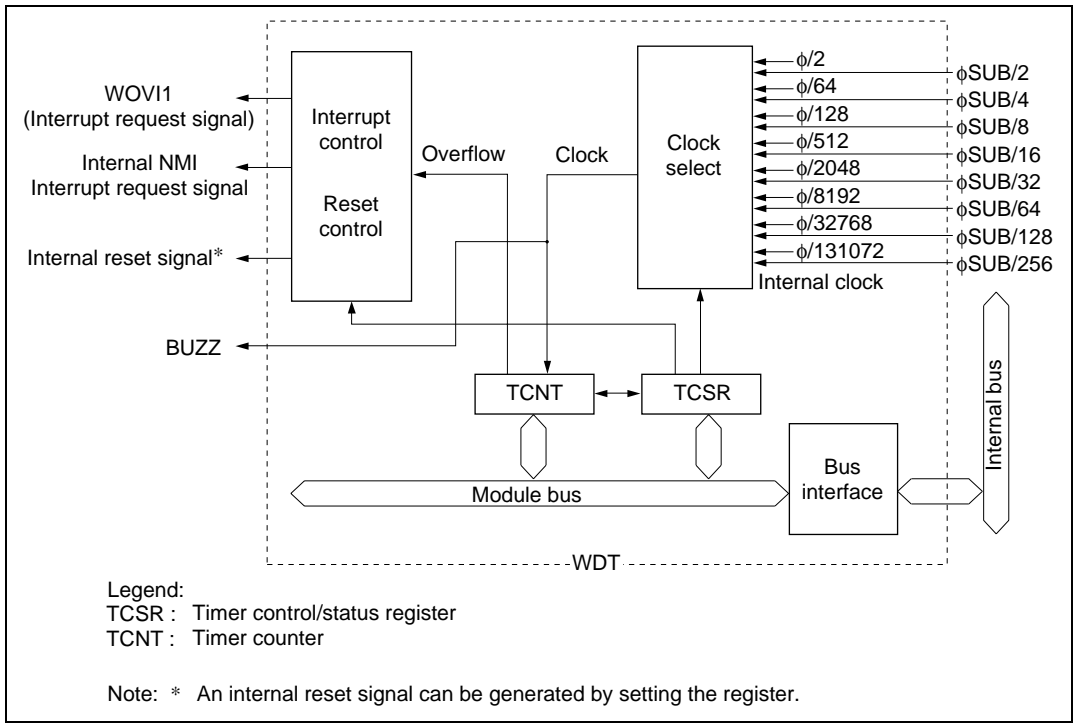 WOVI1
(Interrupt request signal)
Internal NMI
Interrupt request signal
Internal reset signal*
BUZZ
Interrupt
control
Reset
control
Overflow
Clock
Clock
select
ϕ/2
ϕSUB/2
ϕ/64
ϕSUB/4
ϕ/128
ϕSUB/8
ϕ/512
ϕSUB/16
ϕ/2048
ϕSUB/32
ϕ/8192
ϕSUB/64
ϕ/32768
ϕSUB/128
ϕ/131072
ϕSUB/256
Internal clock
TCNT
TCSR
Module bus
Bus
interface
Internal bus
WDT
Legend:
TCSR : Timer control/status register
TCNT : Timer counter
Note: * An internal reset signal can be generated by setting the register.